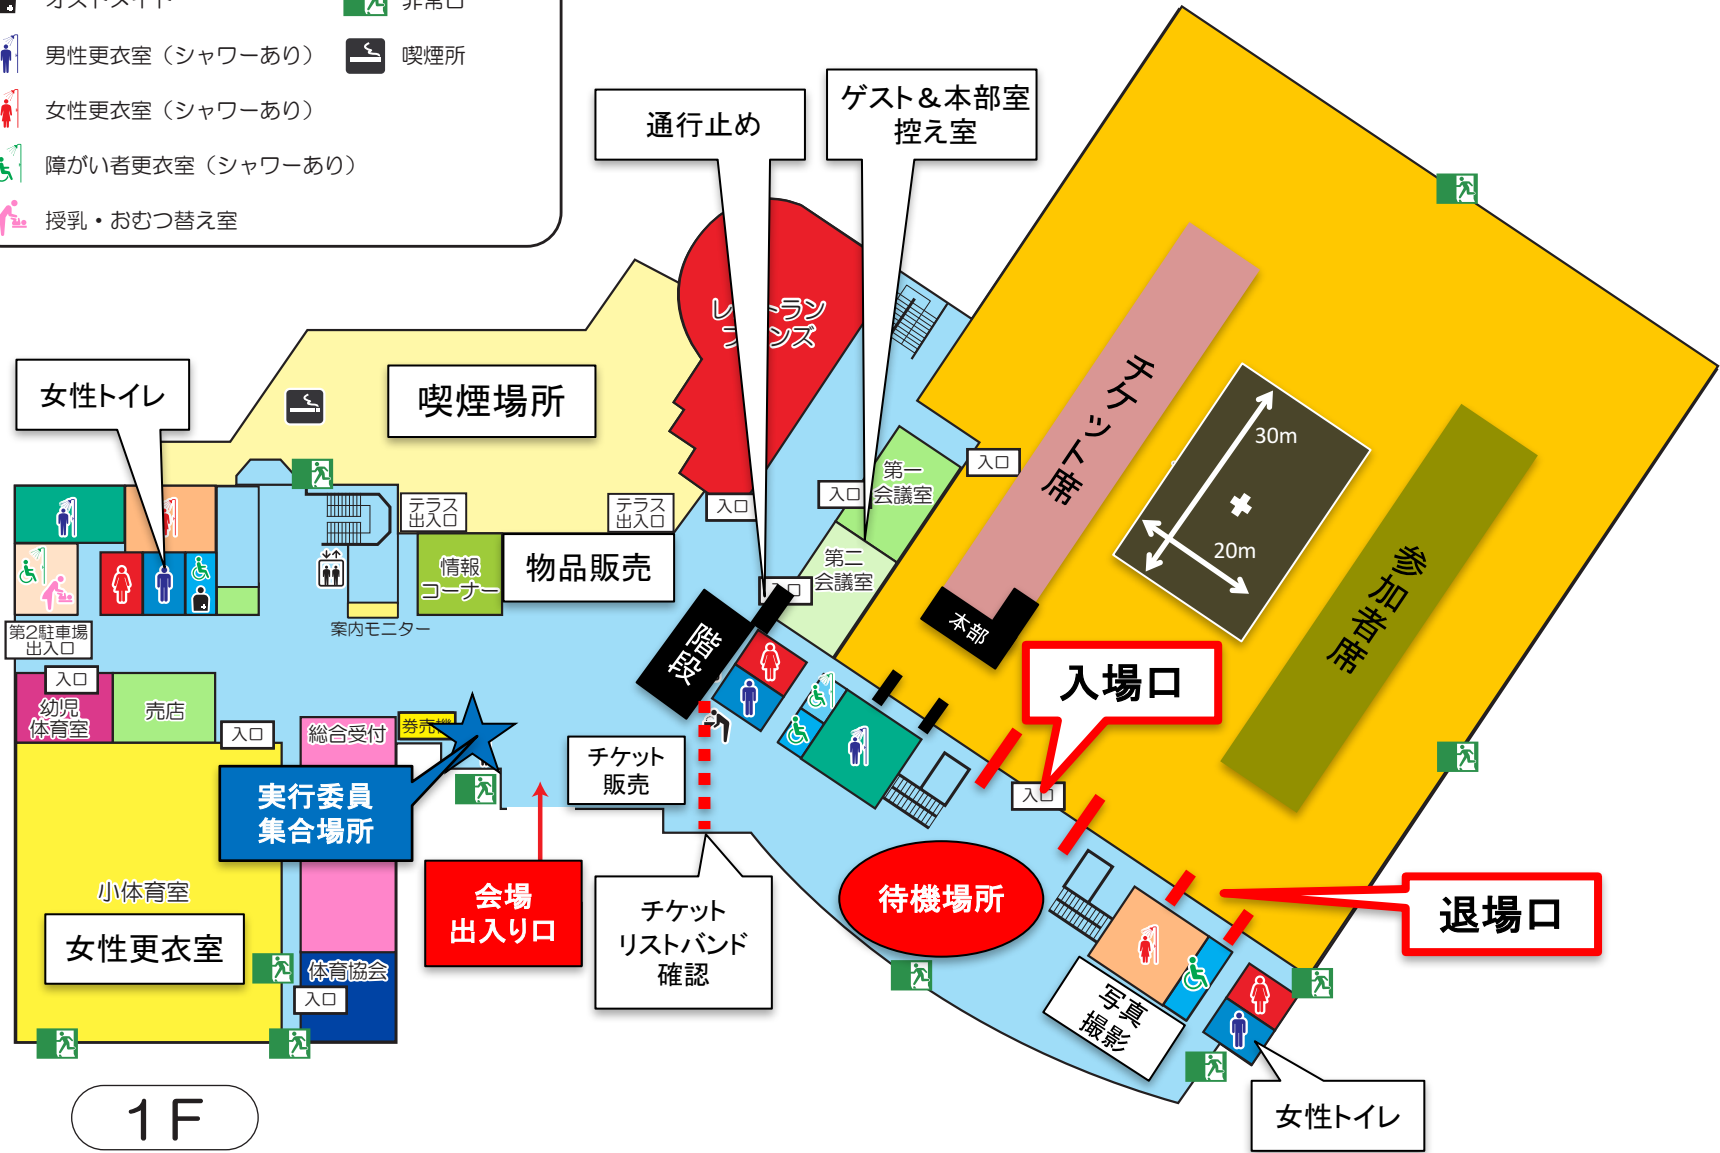 オストメイト
非常口
男性更衣室（シャワーあり）
喫煙所
女性更衣室（シャワーあり）
障がい者更衣室（シャワーあり）
授乳・おむつ替え室
通行止め
ゲスト＆本部室
控え室
女性トイレ
喫煙場所
チケット席
30m
20m
参加者席
入口
第一
会議室
入口
入口
テラス
出入口
テラス
出入口
情報
コーナー
物品販売
第二
会議室
案内モニター
階段
本部
入場口
第2駐車場
出入口
入口
幼児
体育室
売店
入口
総合受付
チケット
販売
実行委員
集合場所
入口
小体育室
女性更衣室
会場
出入り口
チケット
リストバンド
確認
待機場所
退場口
体育協会
入口
写真
撮影
女性トイレ
1F